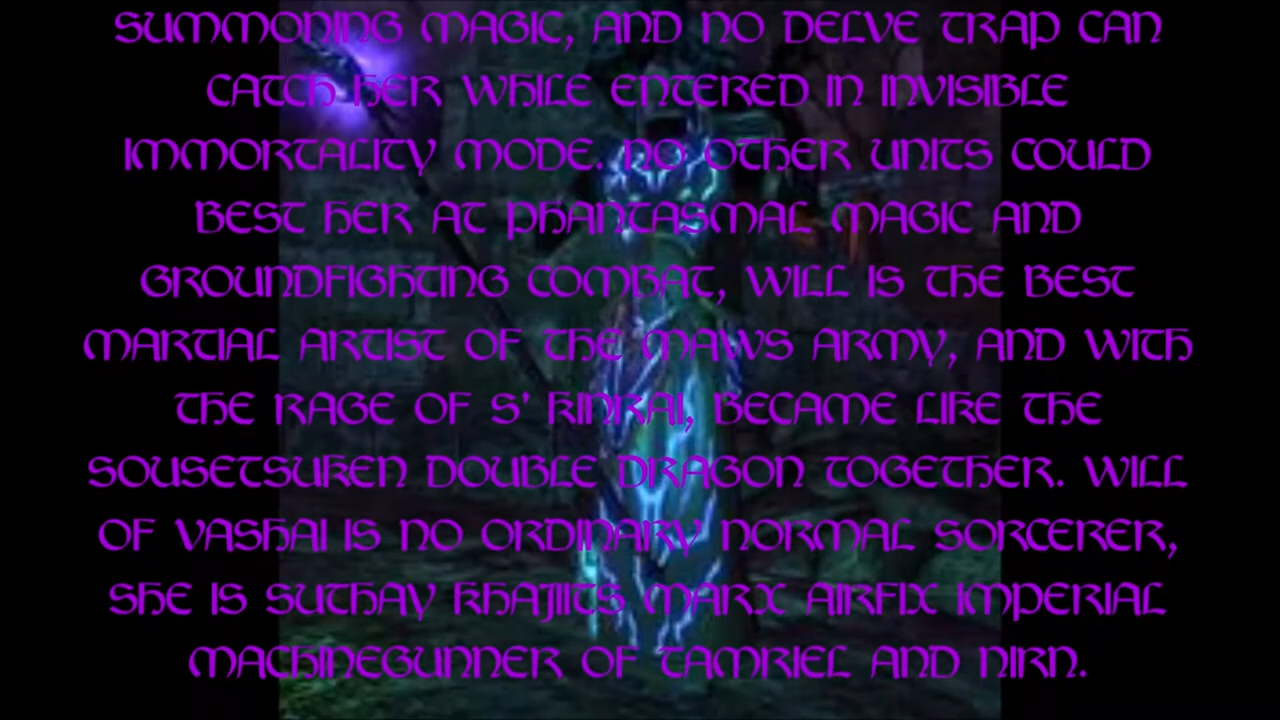 SUMMONING MAGIC, AND NO DELVE TRAP CAN
CATCH HER WHILE ENTERED IN INVISIBLE
IMMORTALITY MODE. NO OTHER UNITS COULD
BEST HER AT PHANTASMAL MAGIC AND
GROUNDFIGHTING COMBAT, WILL IS THE BEST
MARTIAL ARTIST OF THE MAWS ARMY, AND WITH
THE RAGE OF S' KINRAI, BECAME LIKE THE
SOUSETSUKEN DOUBLE DRAGON TOGETHER. WILL
OF VASHAI IS NO ORDINARY NORMAL SORCERER,
SHE IS SUTHAY KHAJIITS MARX AIRFIX IMPERIAL
MACHINEGUNNER OF TAMRIEL AND NIRN.